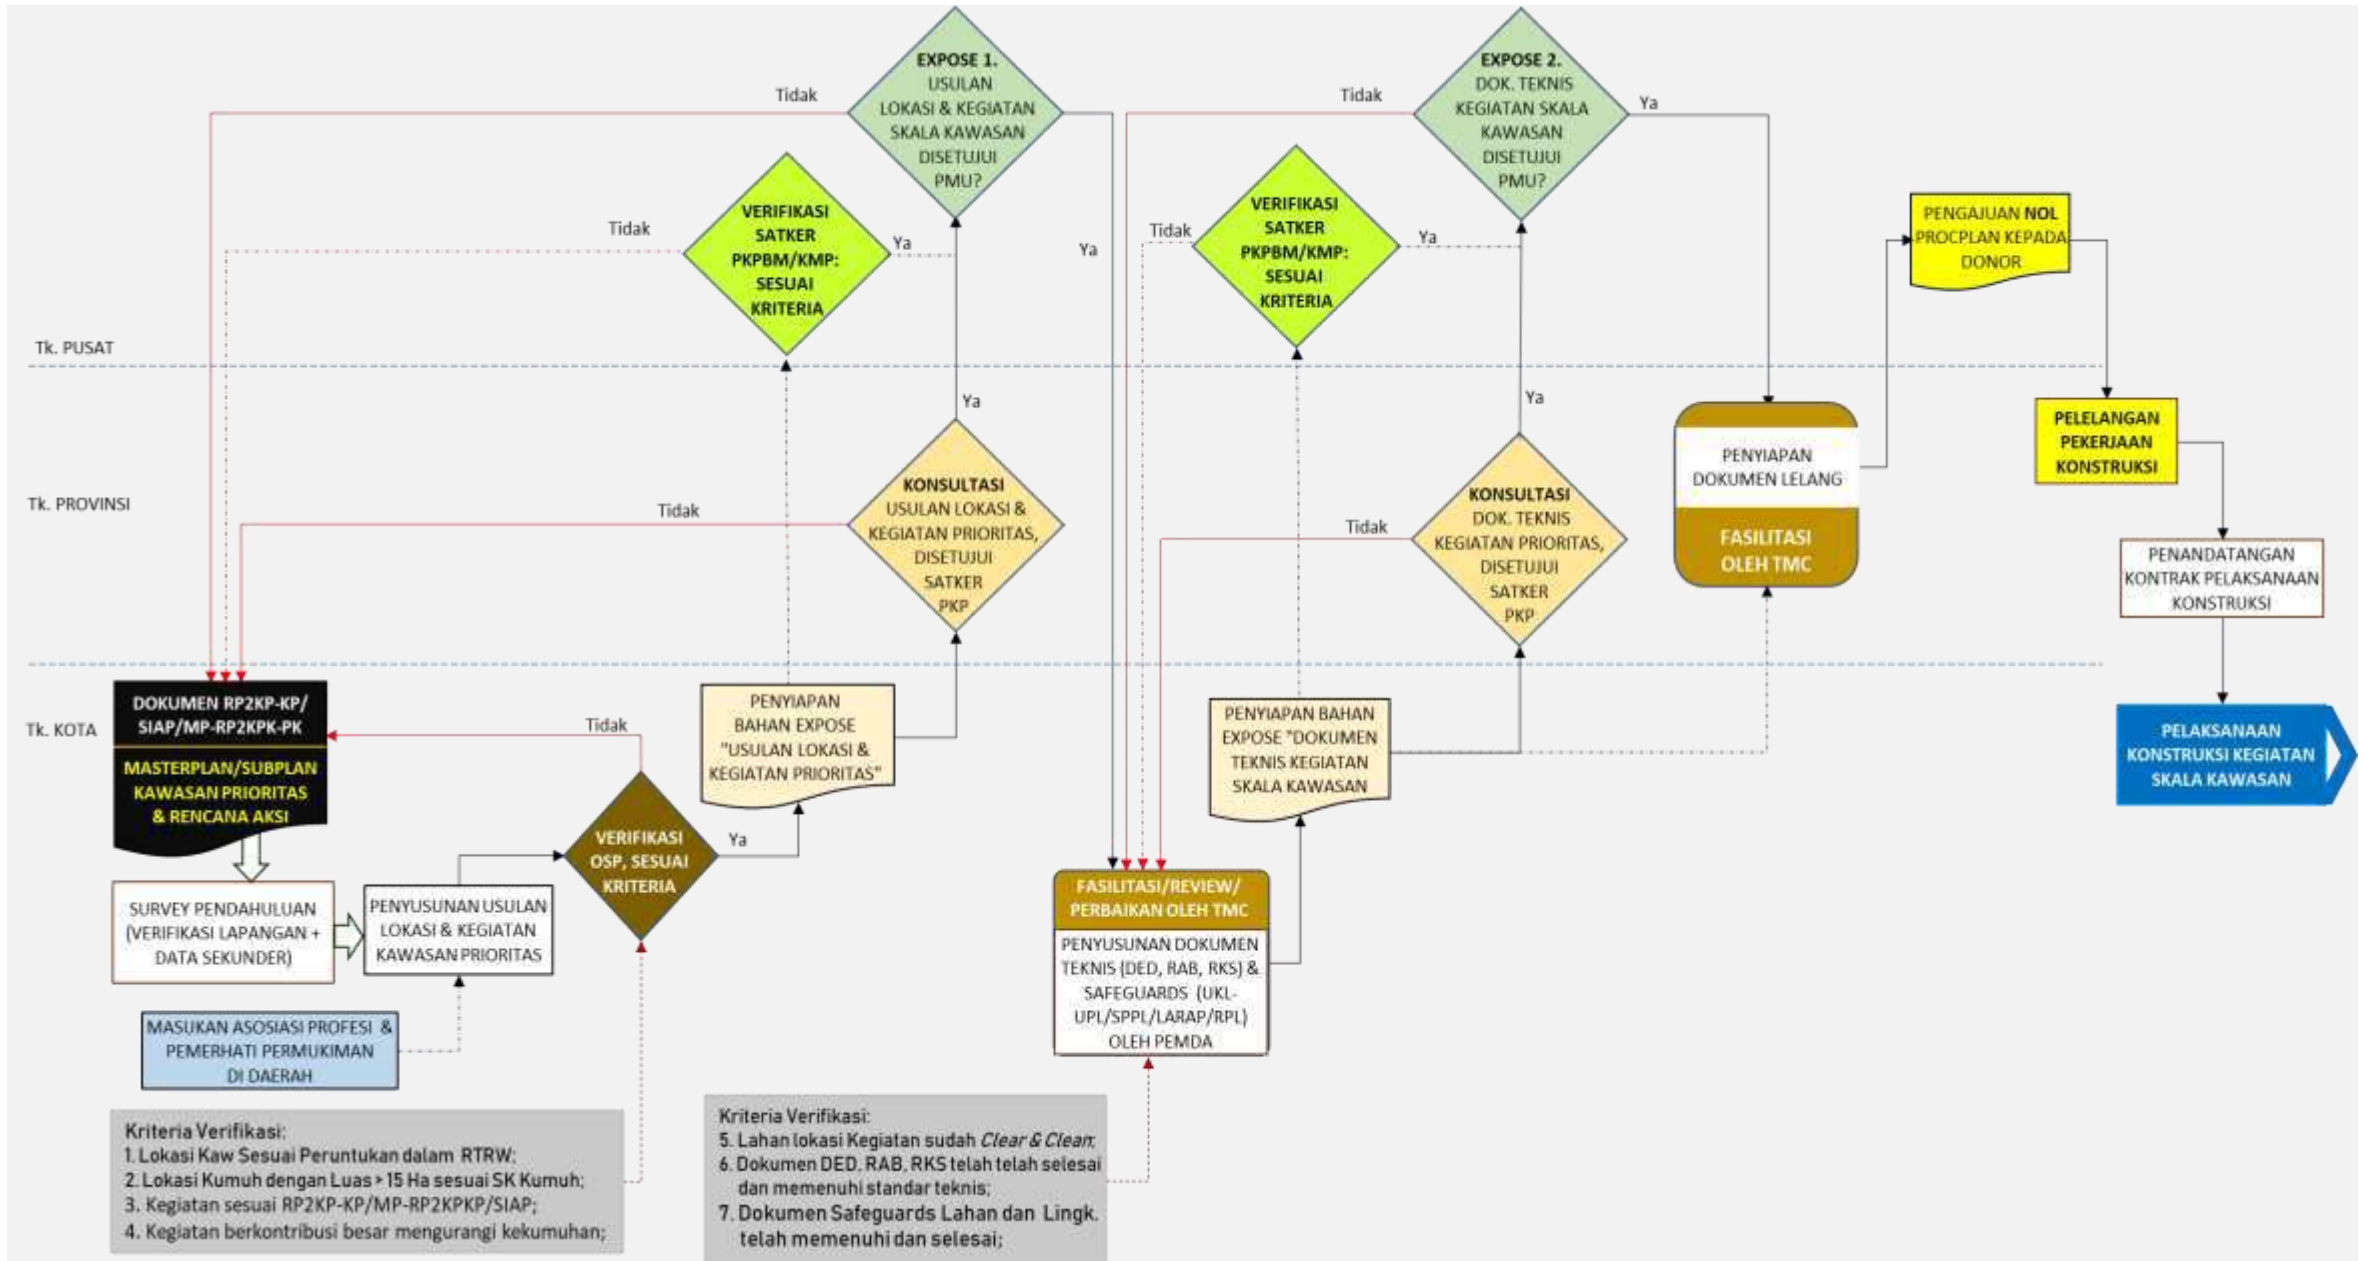 EXPOSE 1.
USULAN
LOKASI & KEGIATAN
SKALA KAWASAN
DISETUJUI
PMU?
Tidak
Ya
EXPOSE 2.
DOK. TEKNIS
KEGIATAN SKALA
KAWASAN
DISETUJUI
PMU?
Tidak
Ya
VERIFIKASI
SATKER
PKPBM/KMP:
SESUAI
KRITERIA
Tidak
Ya
VERIFIKASI
SATKER
PKPBM/KMP:
SESUAI
KRITERIA
Tidak
Ya
PENGAJUAN NOL
PROCPLAN KEPADA
DONOR
Tk. PUSAT
Ya
Ya
KONSULTASI
USULAN LOKASI &
KEGIATAN PRIORITAS,
DISETUJUI
SATKER
PKP
Tidak
KONSULTASI
DOK. TEKNIS
KEGIATAN PRIORITAS,
DISETUJUI
SATKER
PKP
Tidak
PENYIAPAN
DOKUMEN LELANG
FASILITASI
OLEH TMC
PELELANGAN
PEKERJAAN
KONSTRUKSI
Tk. PROVINSI
PENANDATANGAN
KONTRAK PELAKSANAAN
KONSTRUKSI
Tk. KOTA
DOKUMEN RP2KP-KP/
SIAP/MP-RP2KPK-PK
MASTERPLAN/SUBPLAN
KAWASAN PRIORITAS
& RENCANA AKSI
Tidak
PENYIAPAN
BAHAN EXPOSE
"USULAN LOKASI &
KEGIATAN PRIORITAS"
PENYIAPAN BAHAN
EXPOSE "DOKUMEN
TEKNIS KEGIATAN
SKALA KAWASAN
PELAKSANAAN
KONSTRUKSI KEGIATAN
SKALA KAWASAN
VERIFIKASI
OSP, SESUAI
KRITERIA
Ya
SURVEY PENDAHULUAN
(VERIFIKASI LAPANGAN +
DATA SEKUNDER)
PENYUSUNAN USULAN
LOKASI & KEGIATAN
KAWASAN PRIORITAS
FASILITASI/REVIEW/
PERBAIKAN OLEH TMC
PENYUSUNAN DOKUMEN
TEKNIS (DED, RAB, RKS) &
SAFEGUARDS (UKL-
UPL/SPPL/LARAP/RPL)
OLEH PEMDA
MASUKAN ASOSIASI PROFESI &
PEMERHATI PERMUKIMAN
DI DAERAH
Kriteria Verifikasi:
1. Lokasi Kaw Sesuai Peruntukan dalam RTRW;
2. Lokasi Kumuh dengan Luas > 15 Ha sesuai SK Kumuh;
3. Kegiatan sesuai RP2KP-KP/MP-RP2KPKP/SIAP;
4. Kegiatan berkontribusi besar mengurangi kekumuhan;
Kriteria Verifikasi:
5. Lahan lokasi Kegiatan sudah Clear & Clean;
6. Dokumen DED, RAB, RKS telah telah selesai
dan memenuhi standar teknis;
7. Dokumen Safeguards Lahan dan Lingk.
telah memenuhi dan selesai;